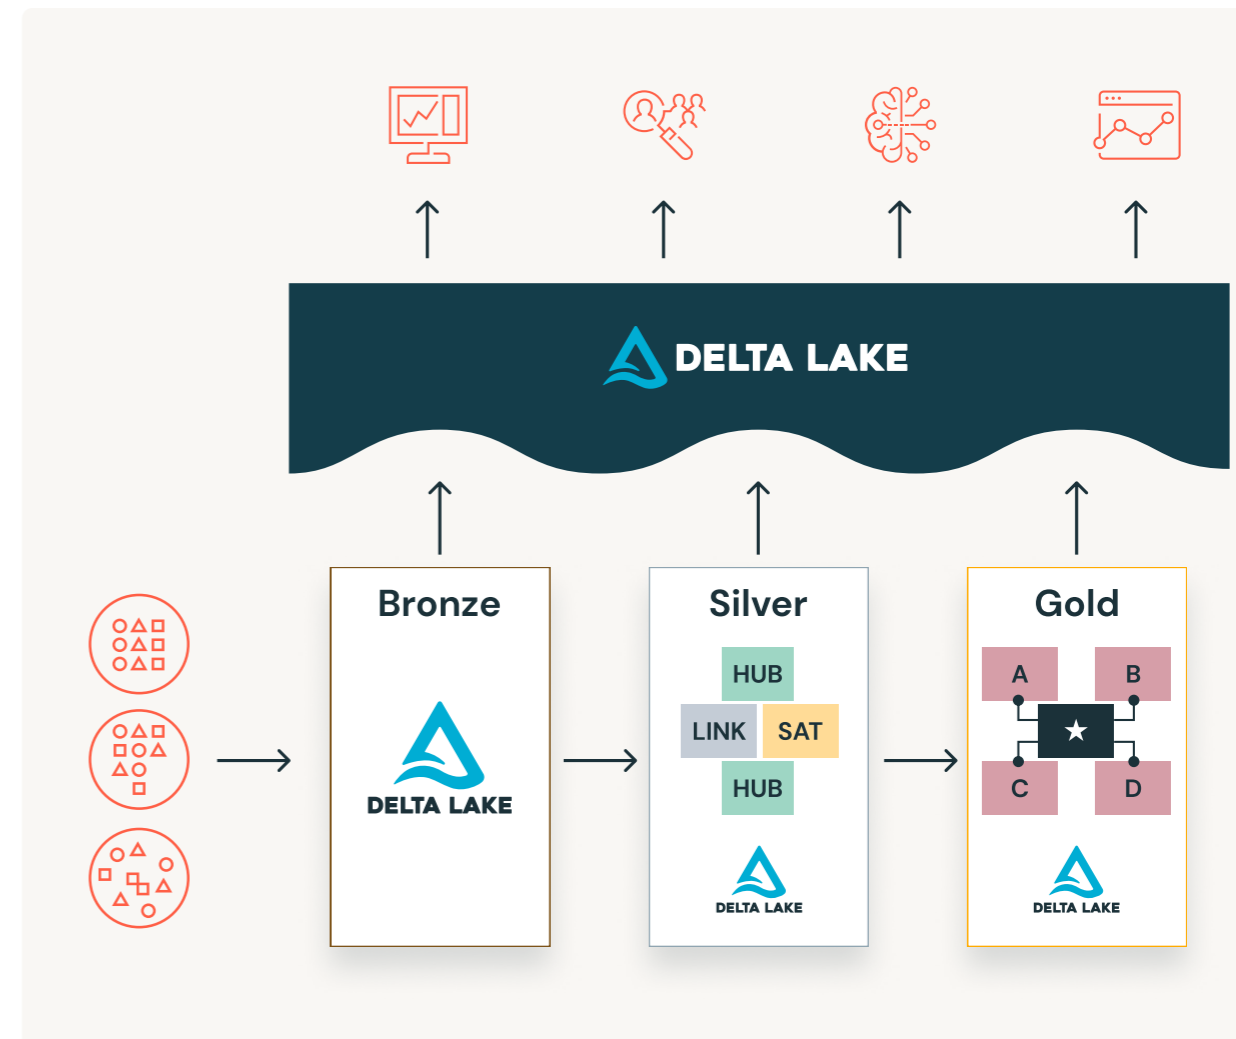 DELTA LAKE
Bronze
DELTA LAKE
Silver
HUB
LINK SAT
HUB
DELTA LAKE
Gold
A B
C D
DELTA LAKE